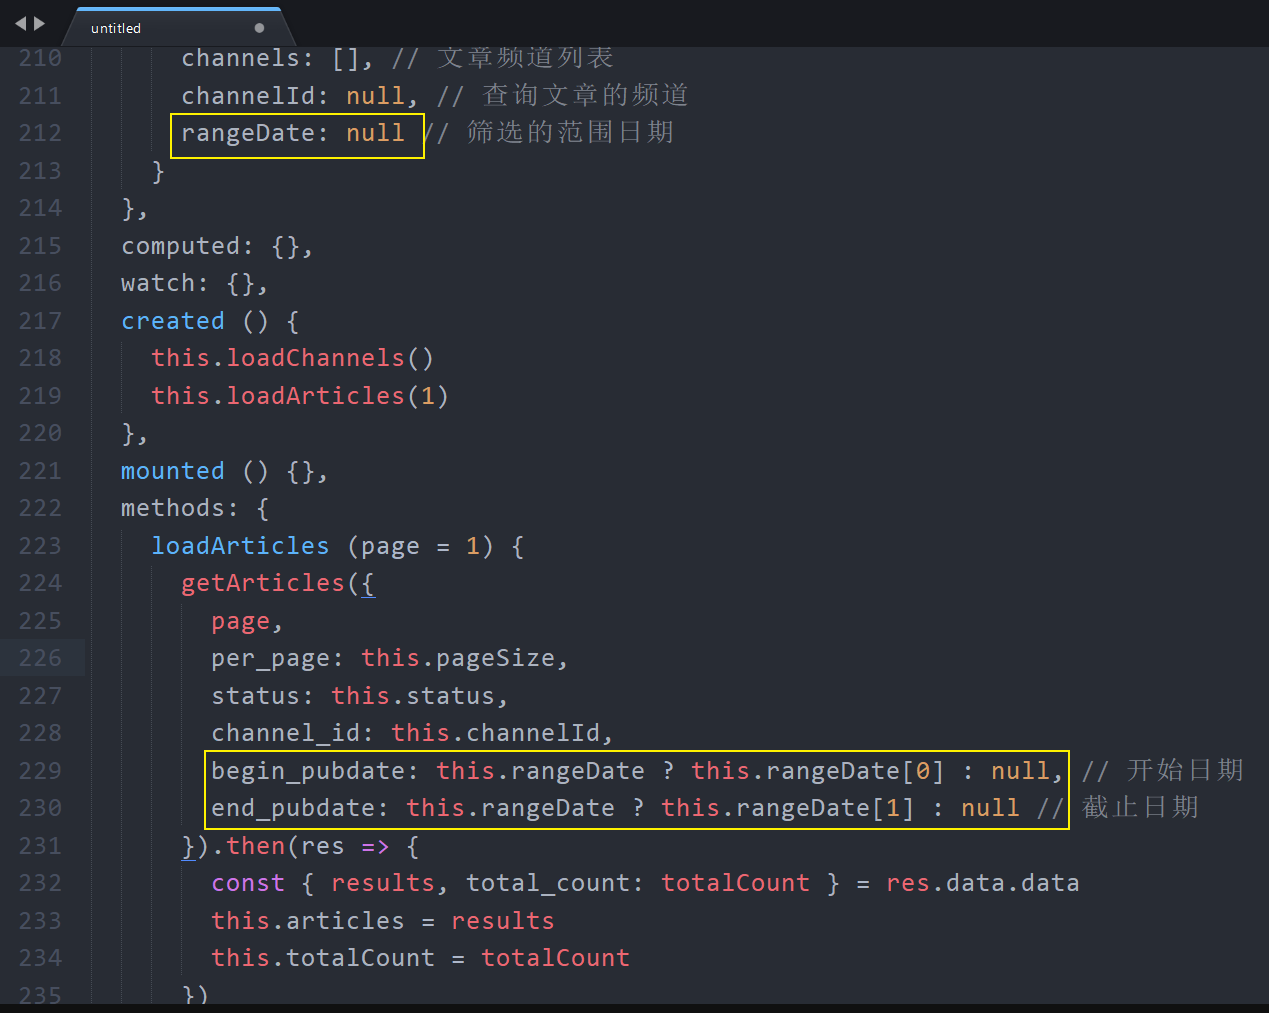 untitled
210 channels: [], // 文章频道列表
211 channelId: null, // 查询文章的频道
212 rangeDate: null // 筛选的范围日期
213 }
214 },
215 computed: {},
216 watch: {},
217 created () {
218 this.loadChannels()
219 this.loadArticles(1)
220 },
221 mounted () {},
222 methods: {
223 loadArticles (page = 1) {
224 getArticles({
225 page,
226 per_page: this.pageSize,
227 status: this.status,
228 channel_id: this.channelId,
229 begin_pubdate: this.rangeDate ? this.rangeDate[0] : null, // 开始日期
230 end_pubdate: this.rangeDate ? this.rangeDate[1] : null // 截止日期
231 }).then(res => {
232 const { results, total_count: totalCount } = res.data.data
233 this.articles = results
234 this.totalCount = totalCount
235 })